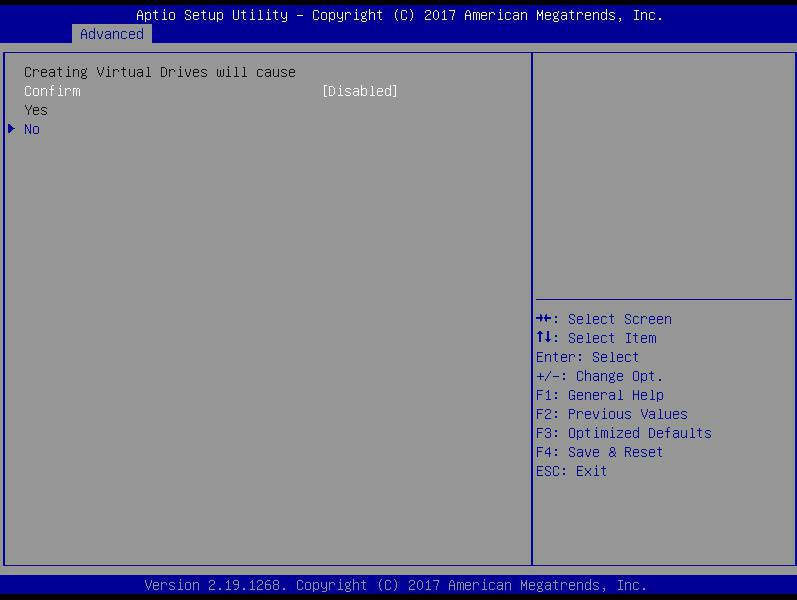 Aptio Setup Utility – Copyright (C) 2017 American Megatrends, Inc.
Advanced
Creating Virtual Drives will cause
Confirm [Disabled]
Yes
No
→←: Select Screen
↑↓: Select Item
Enter: Select
+/–: Change Opt.
F1: General Help
F2: Previous Values
F3: Optimized Defaults
F4: Save & Reset
ESC: Exit
Version 2.19.1268. Copyright (C) 2017 American Megatrends, Inc.